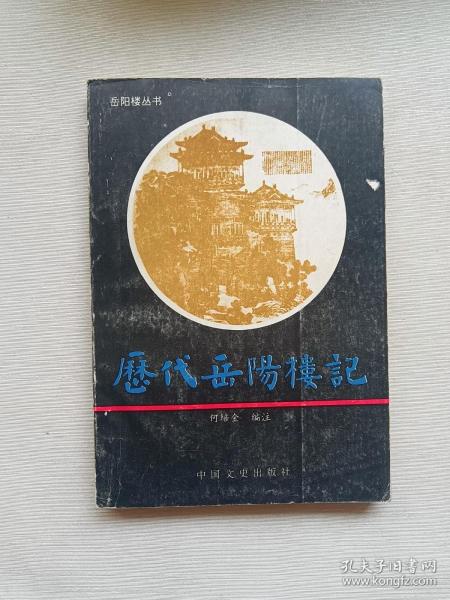 岳阳楼丛书
歷代岳陽樓記
何培金 编注
中国文史出版社
孔夫子旧书网
www.kongfz.com